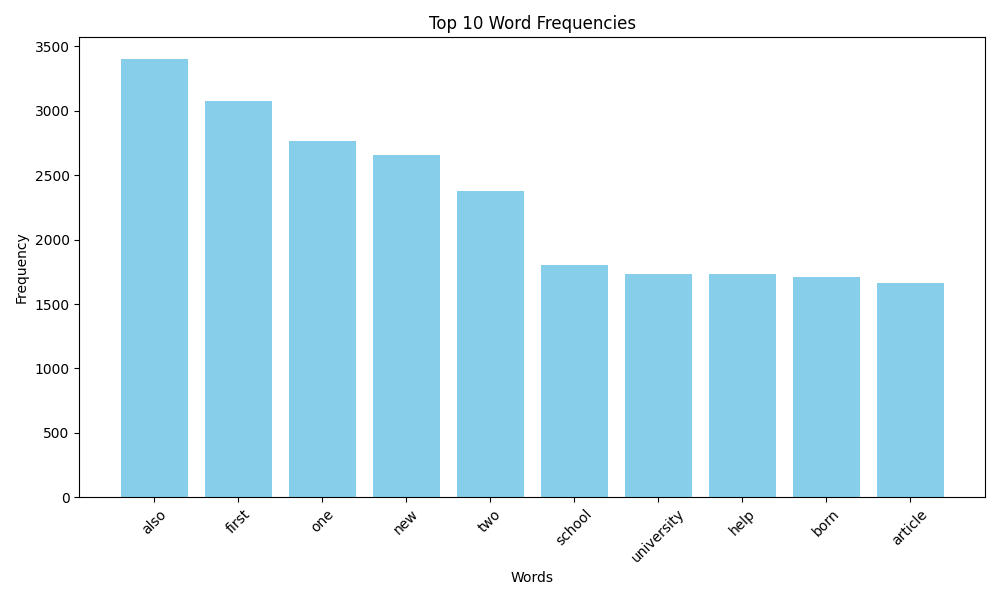 Top 10 Word Frequencies
3500
3000
2500
2000
1500
1000
500
0
Frequency
also
first
one
new
two
school
university
help
born
article
Words